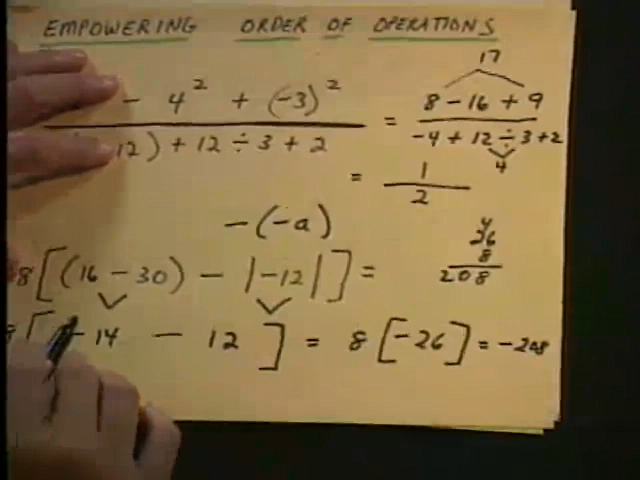 EMPOWERING ORDER OF OPERATIONS
17
- 4² + (-3)² = 8 - 16 + 9
12) + 12 ÷ 3 + 2 -4 + 12 ÷ 3 + 2
4
= 1
2
-(-a)
4
26
8
208
8[(16 - 30) - |-12|] =
8[-14 - 12] = 8[-26] = -208